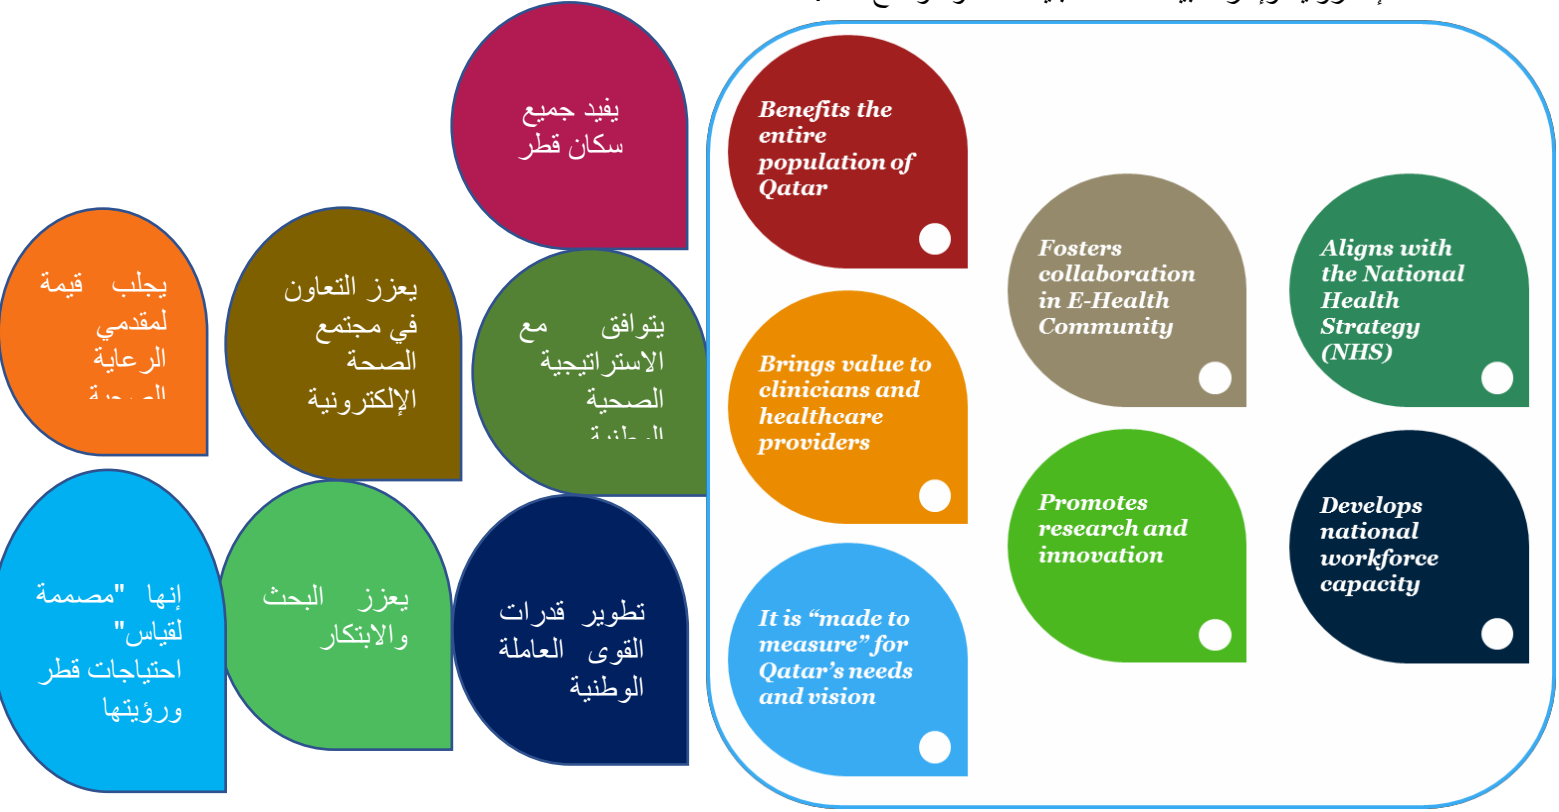 يفيد جميع
سكان قطر
يتوافق مع
الاستراتيجية
الصحية
الوطنية
يعزز التعاون
في مجتمع
الصحة
الإلكترونية
يجلب قيمة
لمقدمي
الرعاية
الصحية
تطوير قدرات
القوى العاملة
الوطنية
يعزز البحث
والابتكار
إنها "مصممة
لقياس"
احتياجات قطر
ورؤيتها
Benefits the
entire
population of
Qatar
Fosters
collaboration
in E-Health
Community
Aligns with
the National
Health
Strategy
(NHS)
Brings value to
clinicians and
healthcare
providers
Promotes
research and
innovation
Develops
national
workforce
capacity
It is “made to
measure” for
Qatar’s needs
and vision